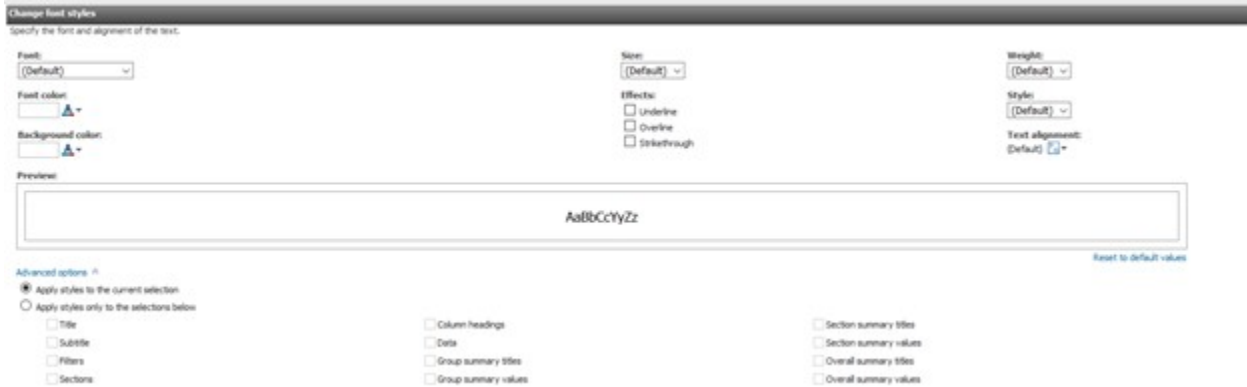 Change font styles
Specify the font and alignment of the text.
Font: Size: Weight:
(Default) (Default) (Default)
Font color: Effects: Style:
Underline (Default)
Overline
Background color: Strikethrough Text alignment:
(Default)
Preview:
AaBbCcYyZz
Reset to default values
Advanced options
Apply styles to the current selection
Apply styles only to the selections below
Title Column headings Section summary titles
Subtitle Data Section summary values
Filters Group summary titles Overall summary titles
Sections Group summary values Overall summary values